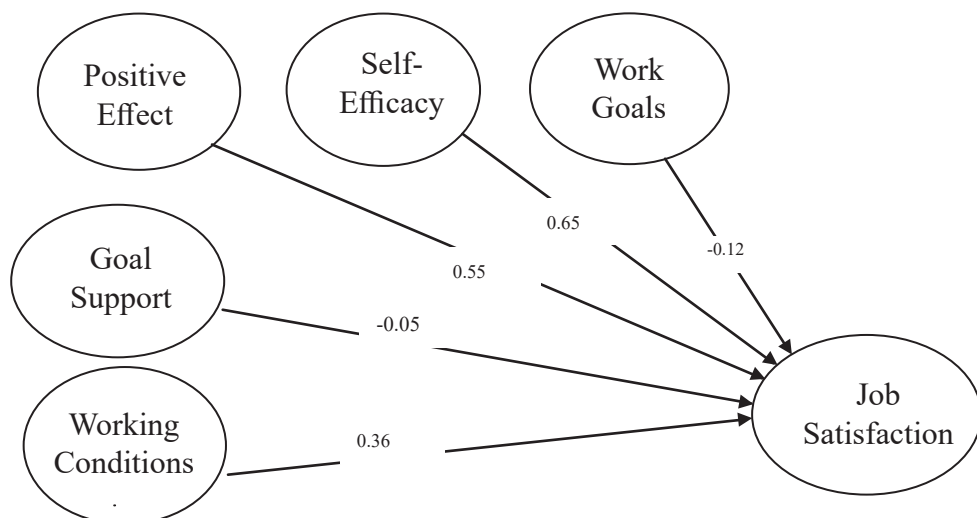 Positive
Effect
Self-
Efficacy
Work
Goals
0.65
-0.12
0.55
Goal
Support
-0.05
Job
Satisfaction
Working
Conditions
0.36